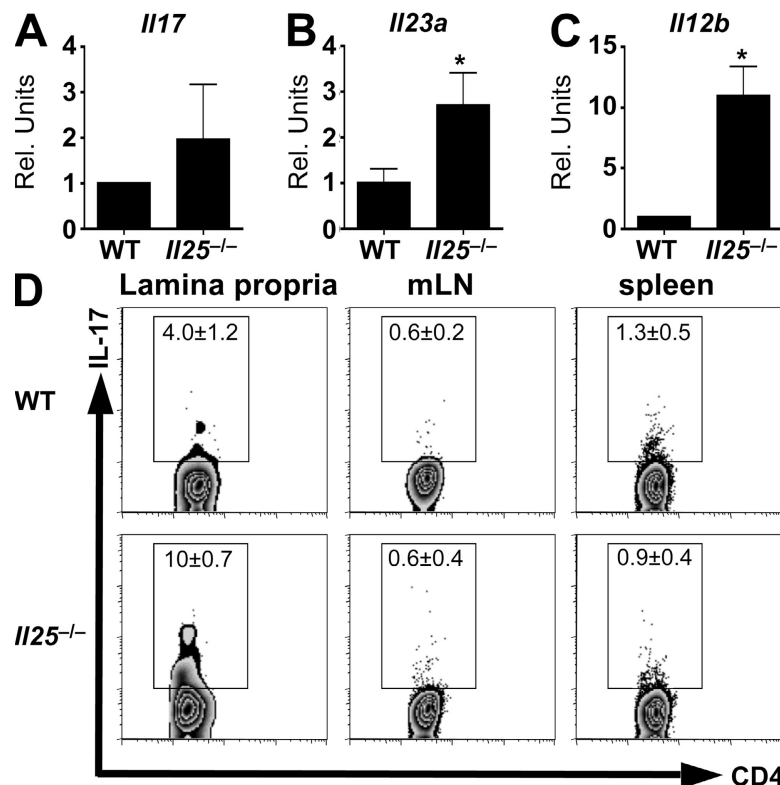 A Il17
4
3
2
1
0
Rel. Units
WT Il25–/–
B Il23a
4
3
2
1
0
Rel. Units
*
WT Il25–/–
C Il12b
15
10
5
0
Rel. Units
*
WT Il25–/–
D Lamina propria mLN spleen
IL-17
WT
4.0±1.2 0.6±0.2 1.3±0.5
Il25–/–
10±0.7 0.6±0.4 0.9±0.4
CD4